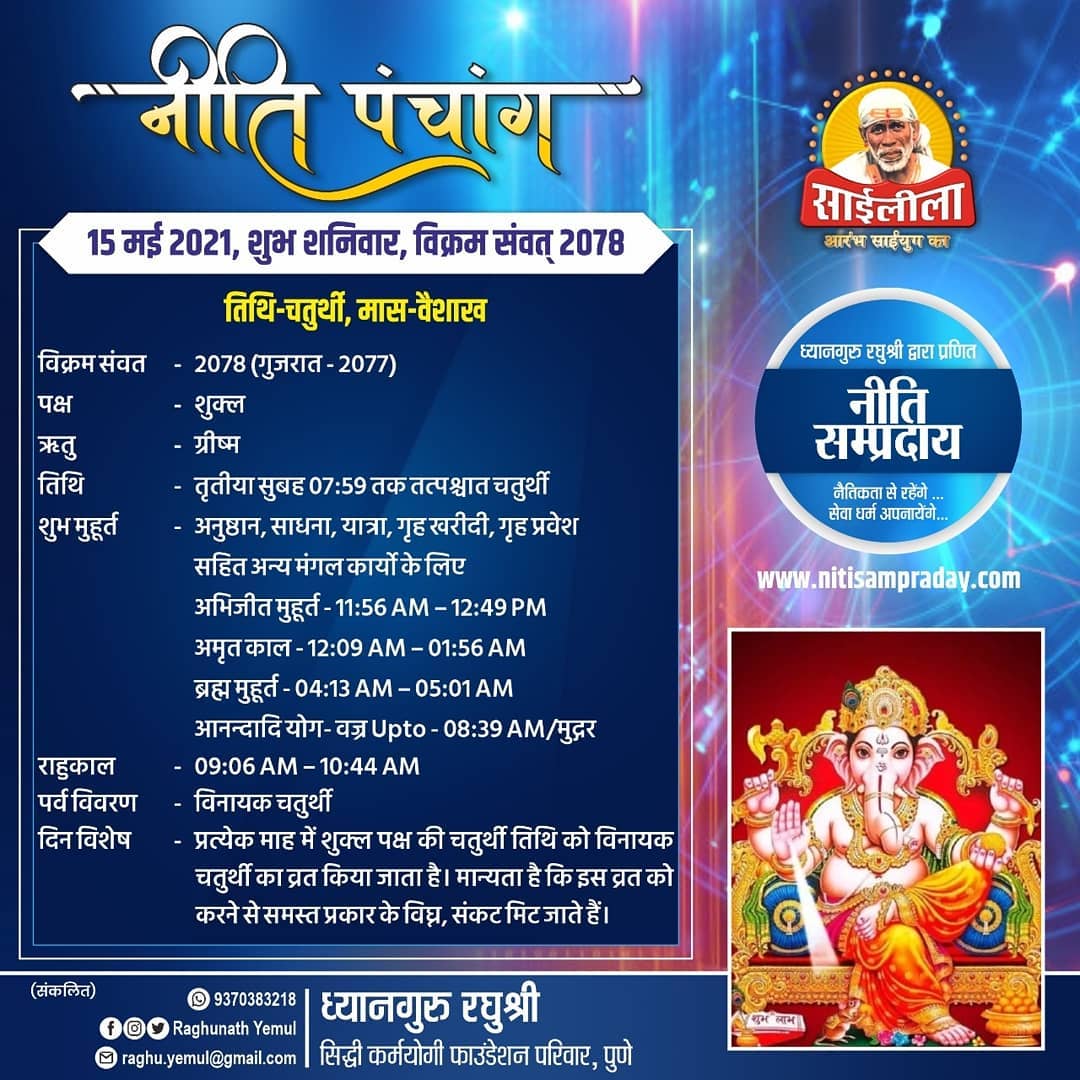 नीति पंचांग
साईलीला
आरंभ साईयुग का
15 मई 2021, शुभ शनिवार, विक्रम संवत् 2078
तिथि-चतुर्थी, मास-वैशाख
विक्रम संवत - 2078 (गुजरात - 2077)
पक्ष - शुक्ल
ऋतु - ग्रीष्म
तिथि - तृतीया सुबह 07:59 तक तत्पश्चात चतुर्थी
शुभ मुहूर्त - अनुष्ठान, साधना, यात्रा, गृह खरीदी, गृह प्रवेश
सहित अन्य मंगल कार्यो के लिए
अभिजीत मुहूर्त - 11:56 AM – 12:49 PM
अमृत काल - 12:09 AM – 01:56 AM
ब्रह्म मुहूर्त - 04:13 AM – 05:01 AM
आनन्दादि योग- वज्र Upto - 08:39 AM/मुद्गर
राहुकाल - 09:06 AM – 10:44 AM
पर्व विवरण - विनायक चतुर्थी
दिन विशेष - प्रत्येक माह में शुक्ल पक्ष की चतुर्थी तिथि को विनायक
चतुर्थी का व्रत किया जाता है। मान्यता है कि इस व्रत को
करने से समस्त प्रकार के विघ्न, संकट मिट जाते हैं।
ध्यानगुरु रघुश्री द्वारा प्रणित
नीति
सम्प्रदाय
नैतिकता से रहेंगे ...
सेवा धर्म अपनायेंगे...
www.nitisampraday.com
शुभ लाभ
(संकलित)
9370383218
Raghunath Yemul
raghu.yemul@gmail.com
ध्यानगुरु रघुश्री
सिद्धी कर्मयोगी फाउंडेशन परिवार, पुणे